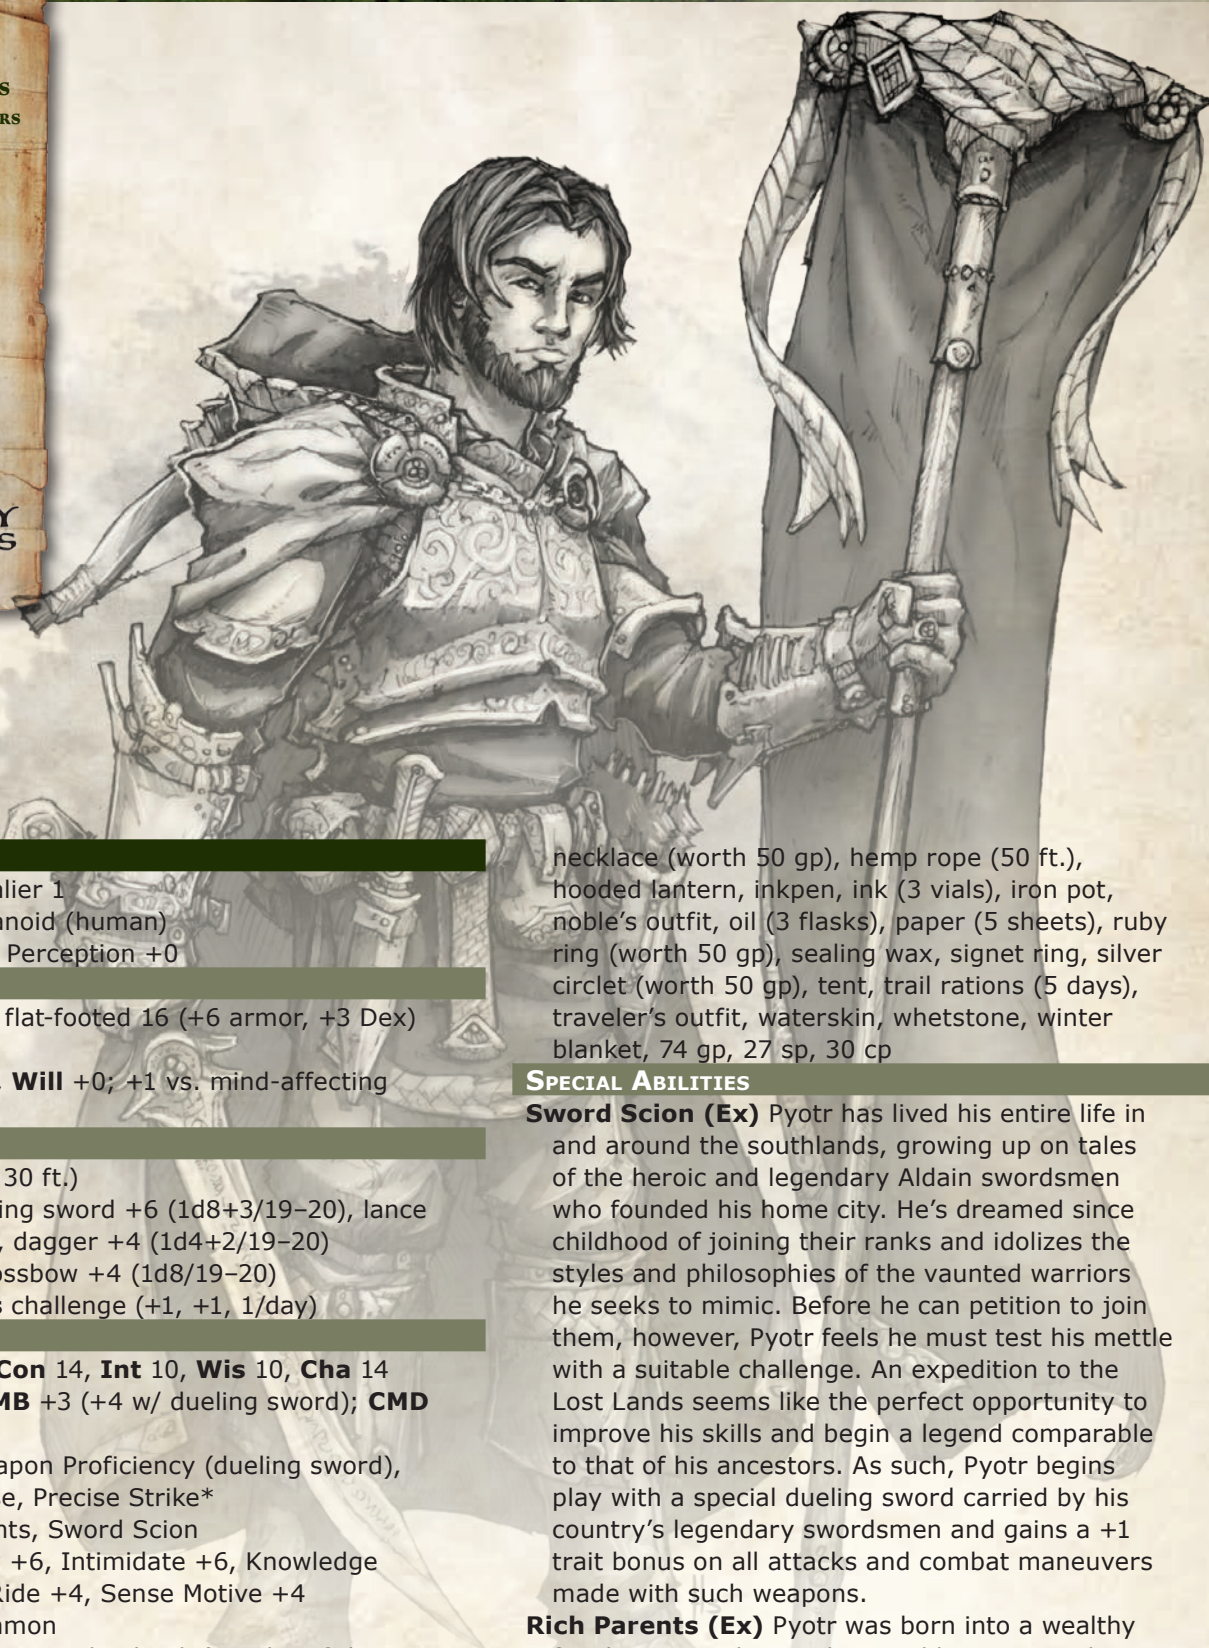 S
RS
Y
S
alier 1
anoid (human)
Perception +0
flat-footed 16 (+6 armor, +3 Dex)
, Will +0; +1 vs. mind-affecting
30 ft.)
ing sword +6 (1d8+3/19–20), lance
, dagger +4 (1d4+2/19–20)
ossbow +4 (1d8/19–20)
s challenge (+1, +1, 1/day)
Con 14, Int 10, Wis 10, Cha 14
MB +3 (+4 w/ dueling sword); CMD
apon Proficiency (dueling sword),
se, Precise Strike*
nts, Sword Scion
+6, Intimidate +6, Knowledge
Ride +4, Sense Motive +4
mmon
necklace (worth 50 gp), hemp rope (50 ft.),
hooded lantern, inkpen, ink (3 vials), iron pot,
noble's outfit, oil (3 flasks), paper (5 sheets), ruby
ring (worth 50 gp), sealing wax, signet ring, silver
circlet (worth 50 gp), tent, trail rations (5 days),
traveler's outfit, waterskin, whetstone, winter
blanket, 74 gp, 27 sp, 30 cp
Special Abilities
Sword Scion (Ex) Pyotr has lived his entire life in
and around the southlands, growing up on tales
of the heroic and legendary Aldain swordsmen
who founded his home city. He's dreamed since
childhood of joining their ranks and idolizes the
styles and philosophies of the vaunted warriors
he seeks to mimic. Before he can petition to join
them, however, Pyotr feels he must test his mettle
with a suitable challenge. An expedition to the
Lost Lands seems like the perfect opportunity to
improve his skills and begin a legend comparable
to that of his ancestors. As such, Pyotr begins
play with a special dueling sword carried by his
country's legendary swordsmen and gains a +1
trait bonus on all attacks and combat maneuvers
made with such weapons.
Rich Parents (Ex) Pyotr was born into a wealthy